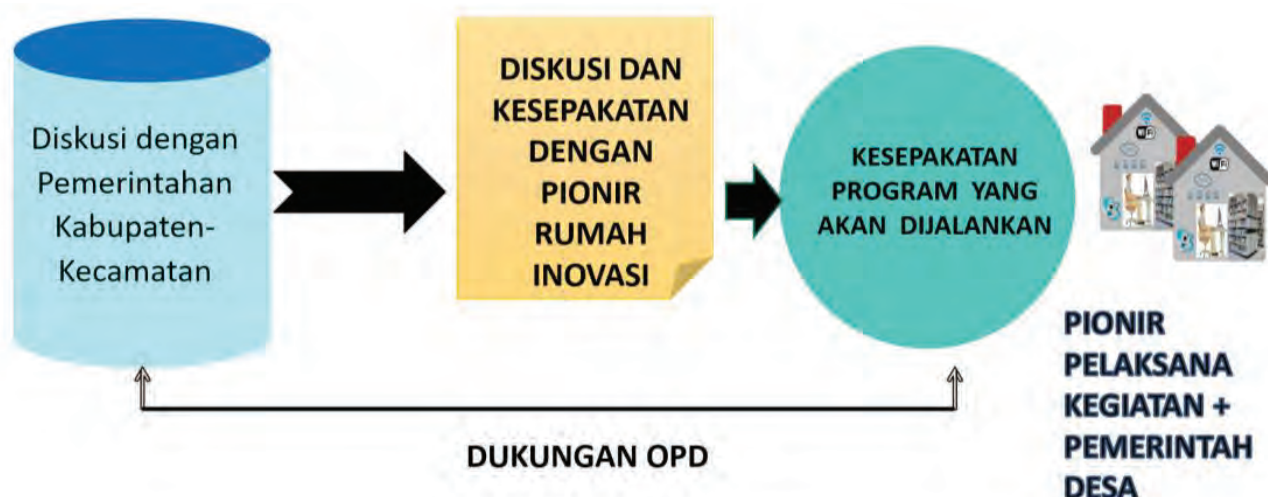 Diskusi dengan
Pemerintahan
Kabupaten-
Kecamatan
DISKUSI DAN
KESEPAKATAN
DENGAN
PIONIR
RUMAH
INOVASI
KESEPAKATAN
PROGRAM YANG
AKAN DIJALANKAN
PIONIR
PELAKSANA
KEGIATAN +
PEMERINTAH
DESA
DUKUNGAN OPD